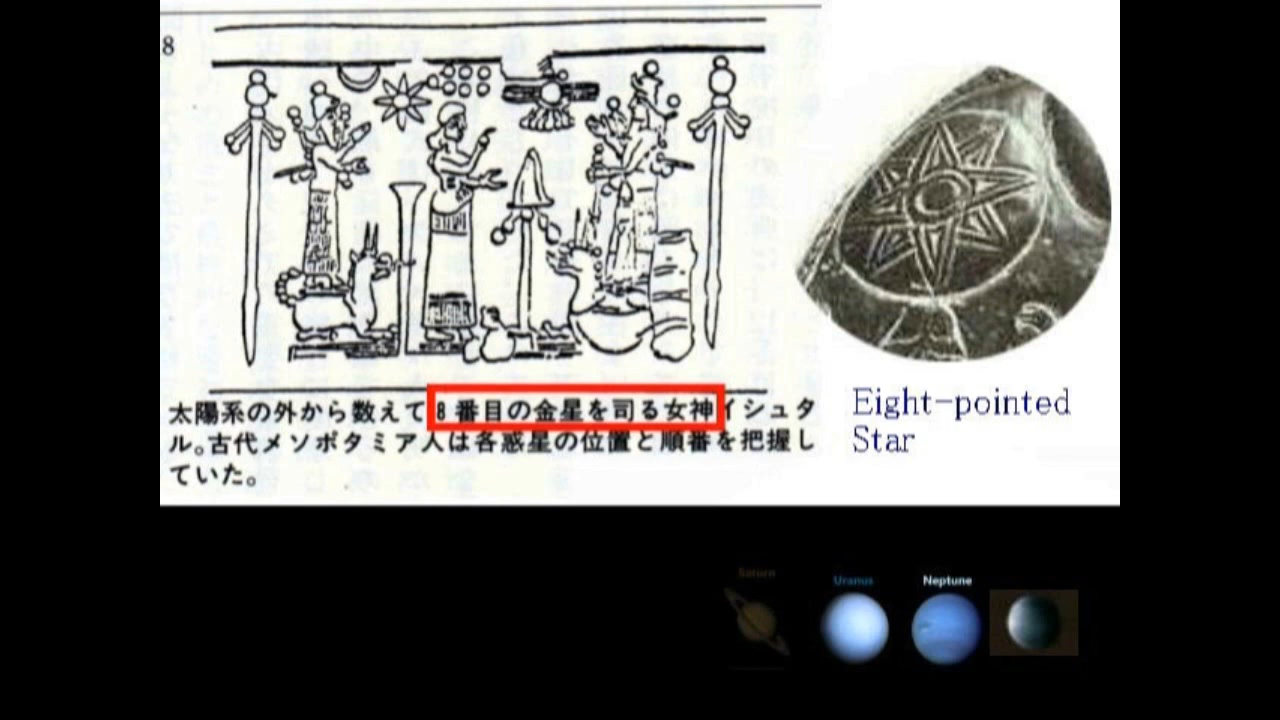 8
太陽系の外から数えて8番目の金星を司る女神イシュタ
ル。古代メソポタミア人は各惑星の位置と順番を把握し
ていた。
Eight-pointed
Star
Saturn
Uranus
Neptune